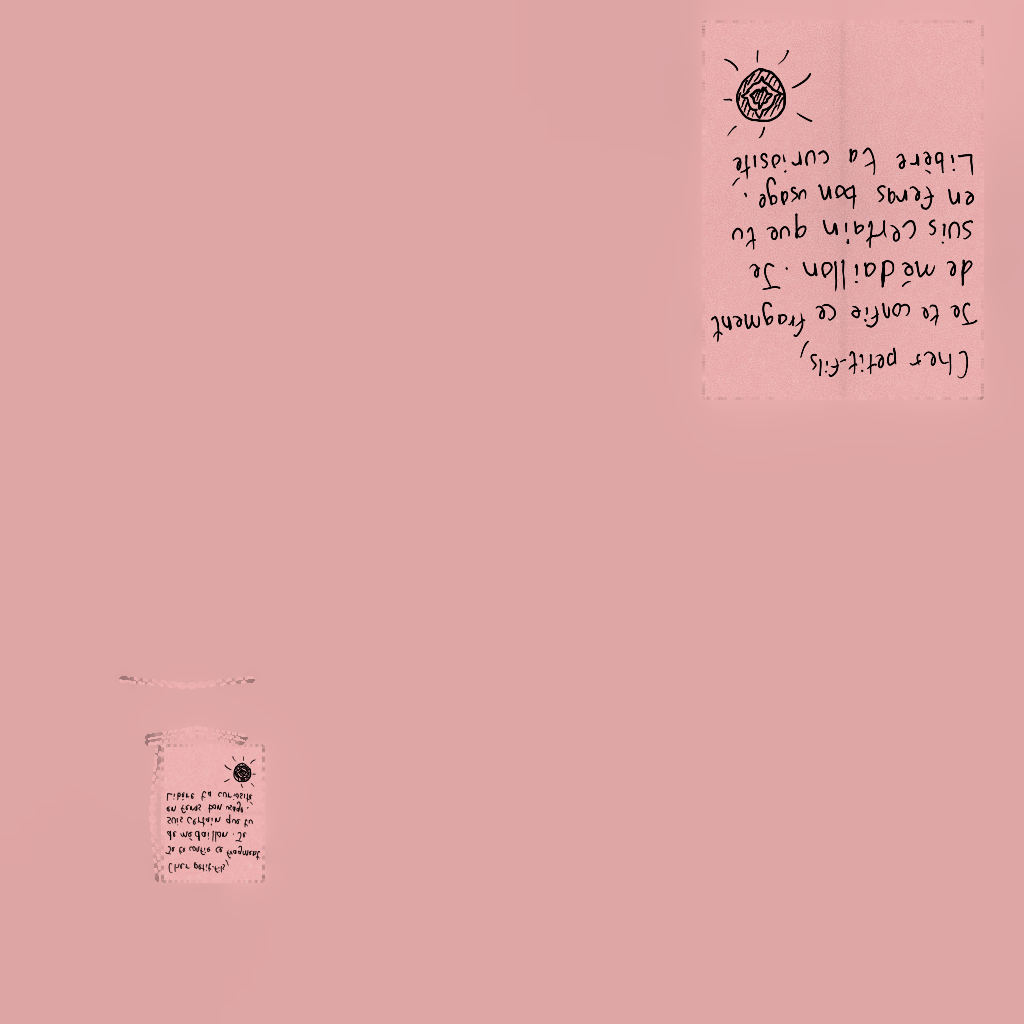 Cher petit-fils,
Je te confie ce fragment
de médaillon. Je
suis certain que tu
en feras bon usage.
Libère ta curiosité
Cher petit-fils,
Je te confie ce fragment
de médaillon. Je
suis certain que tu
en feras bon usage.
Libère ta curiosité